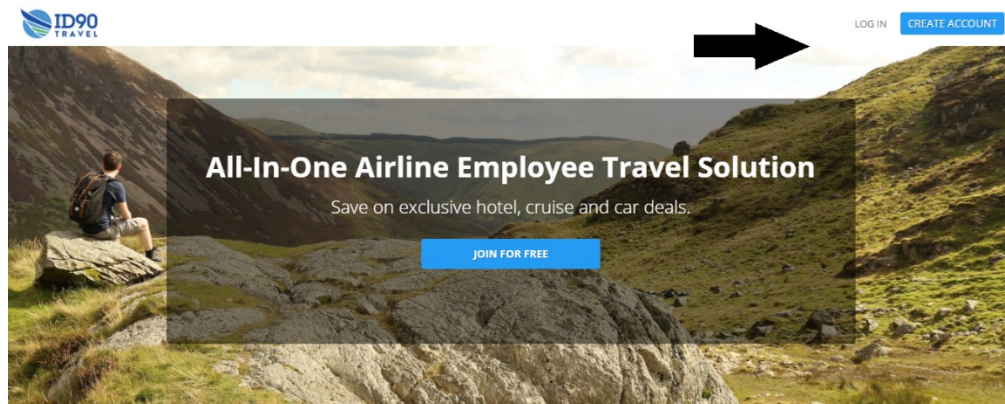 ID90
TRAVEL
LOG IN
CREATE ACCOUNT
All-In-One Airline Employee Travel Solution
Save on exclusive hotel, cruise and car deals.
JOIN FOR FREE